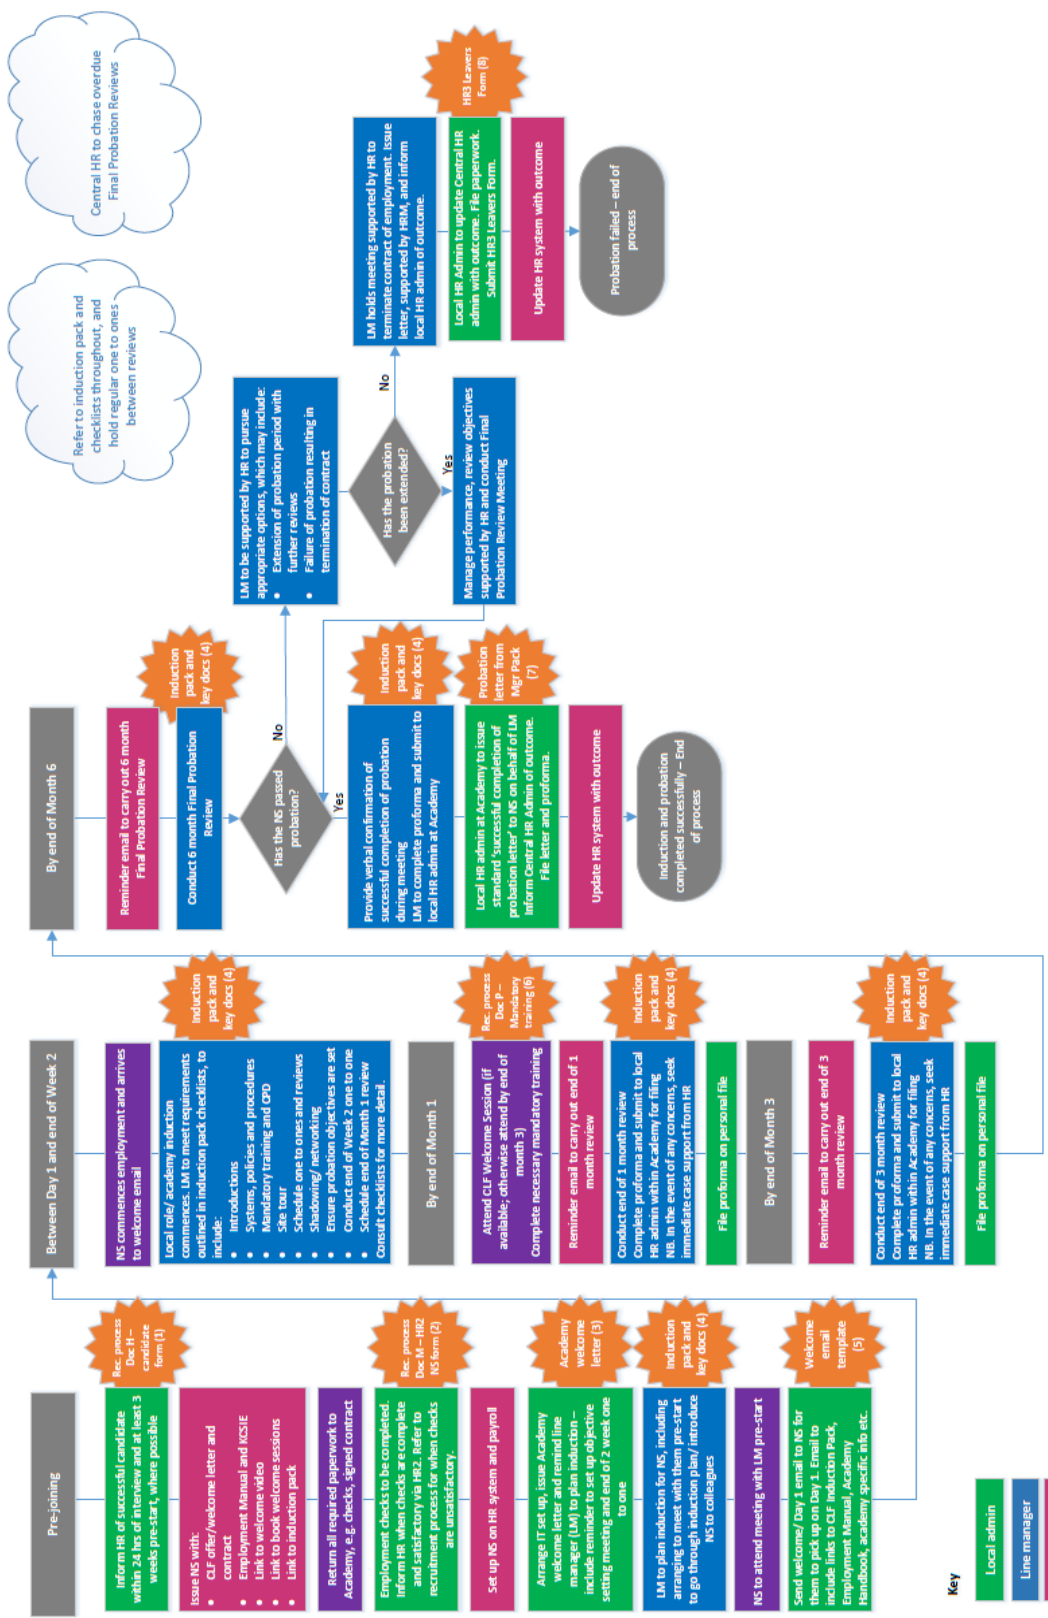 Pre-joining
Inform HR of successful candidate
within 24 hrs of interview and at least 3
weeks pre-start, where possible
Rec. process
Doc H –
candidate
form (1)
Issue NS with:
• CLF offer/welcome letter and
contract
• Employment Manual and KCSIE
• Link to welcome video
• Link to book welcome sessions
• Link to induction pack
Return all required paperwork to
Academy, e.g. checks, signed contract
Employment checks to be completed.
Inform HR when checks are complete
and satisfactory via HR2. Refer to
recruitment process for when checks
are unsatisfactory.
Rec. process
Doc M – HR2
NS form (2)
Set up NS on HR system and payroll
Arrange IT set up, issue Academy
welcome letter and remind line
manager (LM) to plan induction –
include reminder to set up objective
setting meeting and end of 2 week one
to one
Academy
welcome
letter (3)
LM to plan induction for NS, including
arranging to meet with them pre-start
to go through induction plan/ introduce
NS to colleagues
Induction
pack and
key docs (4)
NS to attend meeting with LM pre-start
Send welcome/ Day 1 email to NS for
them to pick up on Day 1. Email to
include links to CLF Induction Pack,
Employment Manual, Academy
Handbook, academy specific info etc.
Welcome
email
template
(5)
Between Day 1 and end of Week 2
NS commences employment and arrives
to welcome email
Local role/ academy induction
commences. LM to meet requirements
outlined in induction pack checklists, to
include:
• Introductions
• Systems, policies and procedures
• Mandatory training and CPD
• Site tour
• Schedule one to ones and reviews
• Shadowing/ networking
• Ensure probation objectives are set
• Conduct end of Week 2 one to one
• Schedule end of Month 1 review
Consult checklists for more detail.
Induction
pack and
key docs (4)
By end of Month 1
Attend CLF Welcome Session (if
available; otherwise attend by end of
month 3)
Complete necessary mandatory training
Rec. process
Doc P –
Mandatory
training (6)
Reminder email to carry out end of 1
month review
Conduct end of 1 month review
Complete proforma and submit to local
HR admin within Academy for filing
NB. In the event of any concerns, seek
immediate case support from HR
Induction
pack and
key docs (4)
File proforma on personal file
By end of Month 3
Reminder email to carry out end of 3
month review
Conduct end of 3 month review
Complete proforma and submit to local
HR admin within Academy for filing
NB. In the event of any concerns, seek
immediate case support from HR
Induction
pack and
key docs (4)
File proforma on personal file
By end of Month 6
Reminder email to carry out 6 month
Final Probation Review
Conduct 6 month Final Probation
Review
Induction
pack and
key docs (4)
Has the NS passed
probation?
No
Yes
Provide verbal confirmation of
successful completion of probation
during meeting
LM to complete proforma and submit to
local HR admin at Academy
Induction
pack and
key docs (4)
Local HR admin at Academy to issue
standard 'successful completion of
probation letter' to NS on behalf of LM
Inform Central HR Admin of outcome.
File letter and proforma.
Probation
letter from
Mgr Pack
(7)
Update HR system with outcome
Induction and probation
completed successfully – End
of process
LM to be supported by HR to pursue
appropriate options, which may include:
• Extension of probation period with
further reviews
• Failure of probation resulting in
termination of contract
Has the probation
been extended?
No
Yes
Manage performance, review objectives
supported by HR and conduct Final
Probation Review Meeting
LM holds meeting supported by HR to
terminate contract of employment. Issue
letter, supported by HRM, and inform
local HR admin of outcome.
Local HR Admin to update Central HR
admin with outcome. File paperwork.
Submit HR3 Leavers Form.
HR3 Leavers
Form (8)
Update HR system with outcome
Probation failed – end of
process
Refer to induction pack and
checklists throughout, and
hold regular one to ones
between reviews
Central HR to chase overdue
Final Probation Reviews
Key
Local admin
Line manager